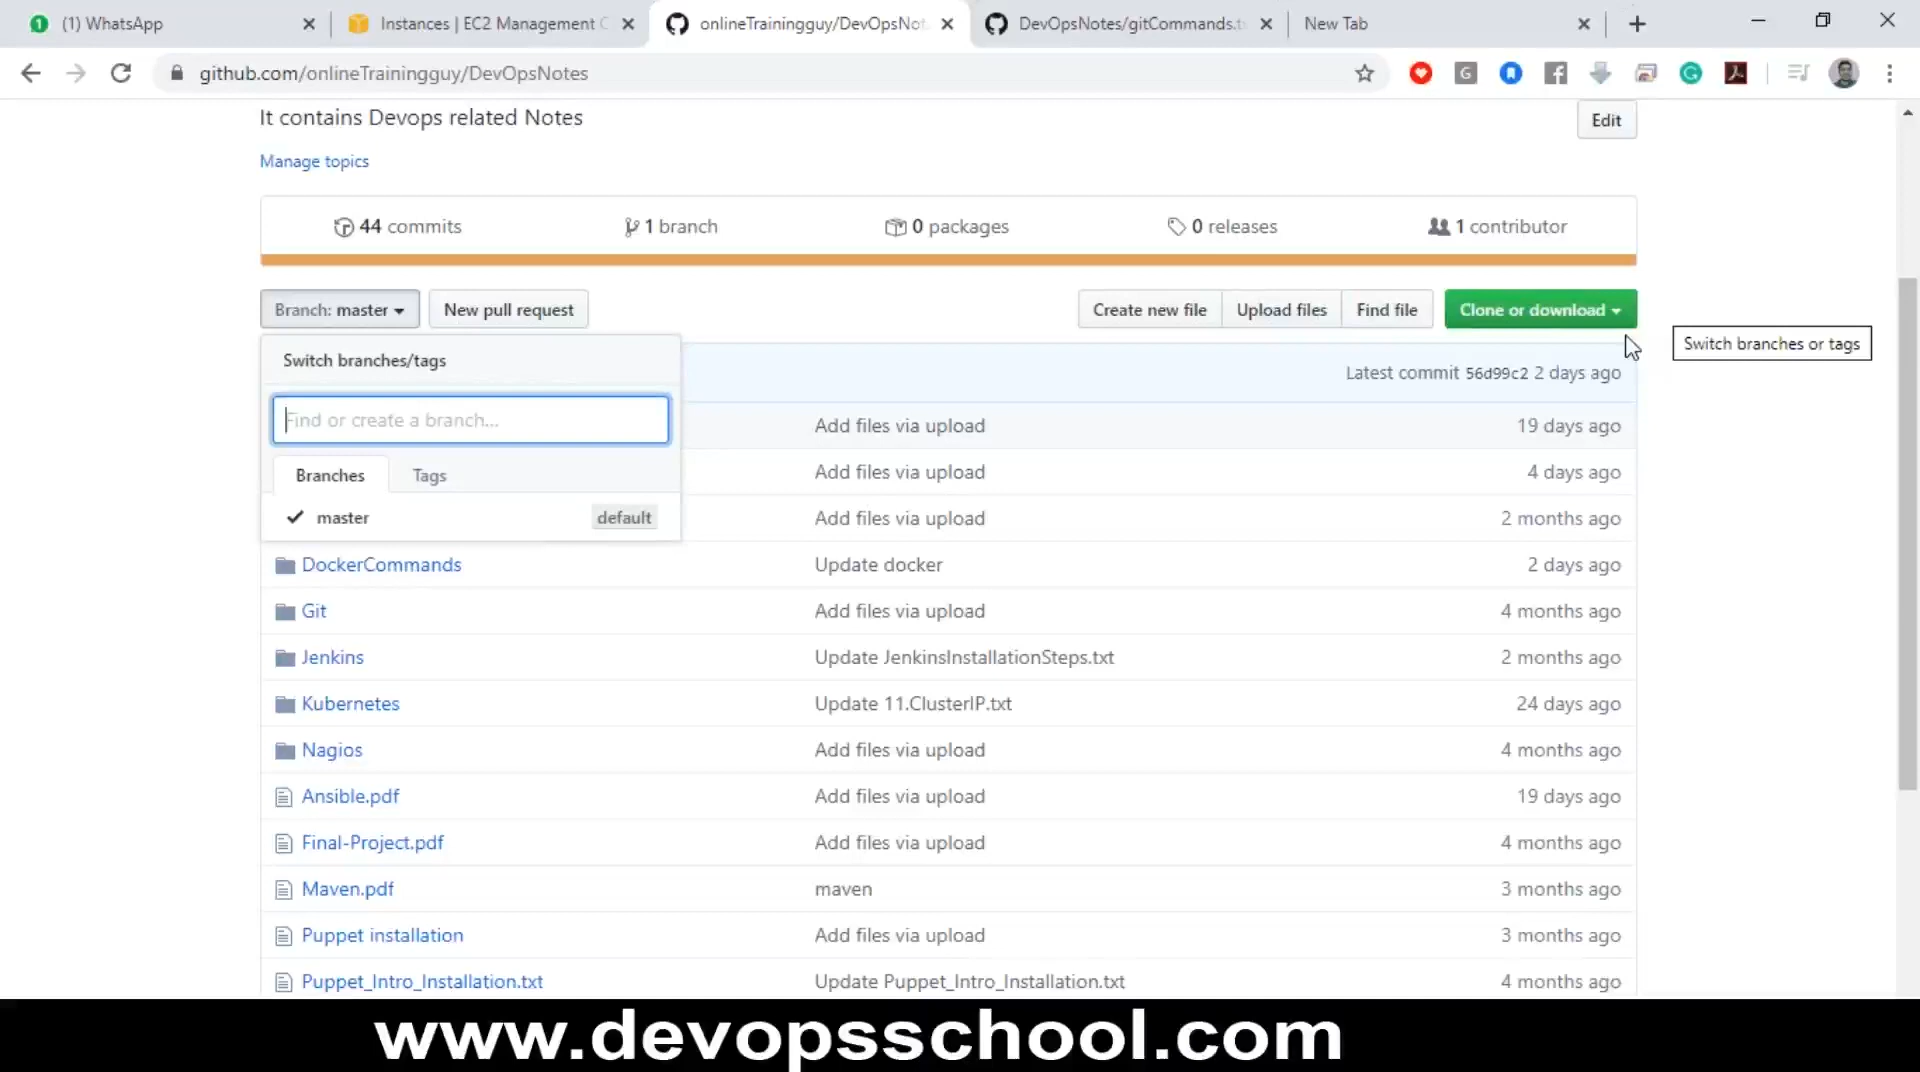 (1) WhatsApp
Instances | EC2 Management C
onlineTrainingguy/DevOpsNot
DevOpsNotes/gitCommands.t
New Tab
github.com/onlineTrainingguy/DevOpsNotes
It contains Devops related Notes
Edit
Manage topics
44 commits
1 branch
0 packages
0 releases
1 contributor
Branch: master
New pull request
Create new file
Upload files
Find file
Clone or download
Switch branches or tags
Switch branches/tags
Latest commit 56d99c2 2 days ago
Find or create a branch...
Add files via upload 19 days ago
Branches
Tags
Add files via upload 4 days ago
master default
Add files via upload 2 months ago
DockerCommands Update docker 2 days ago
Git Add files via upload 4 months ago
Jenkins Update JenkinsInstallationSteps.txt 2 months ago
Kubernetes Update 11.ClusterIP.txt 24 days ago
Nagios Add files via upload 4 months ago
Ansible.pdf Add files via upload 19 days ago
Final-Project.pdf Add files via upload 4 months ago
Maven.pdf maven 3 months ago
Puppet installation Add files via upload 3 months ago
Puppet_Intro_Installation.txt Update Puppet_Intro_Installation.txt 4 months ago
www.devopsschool.com